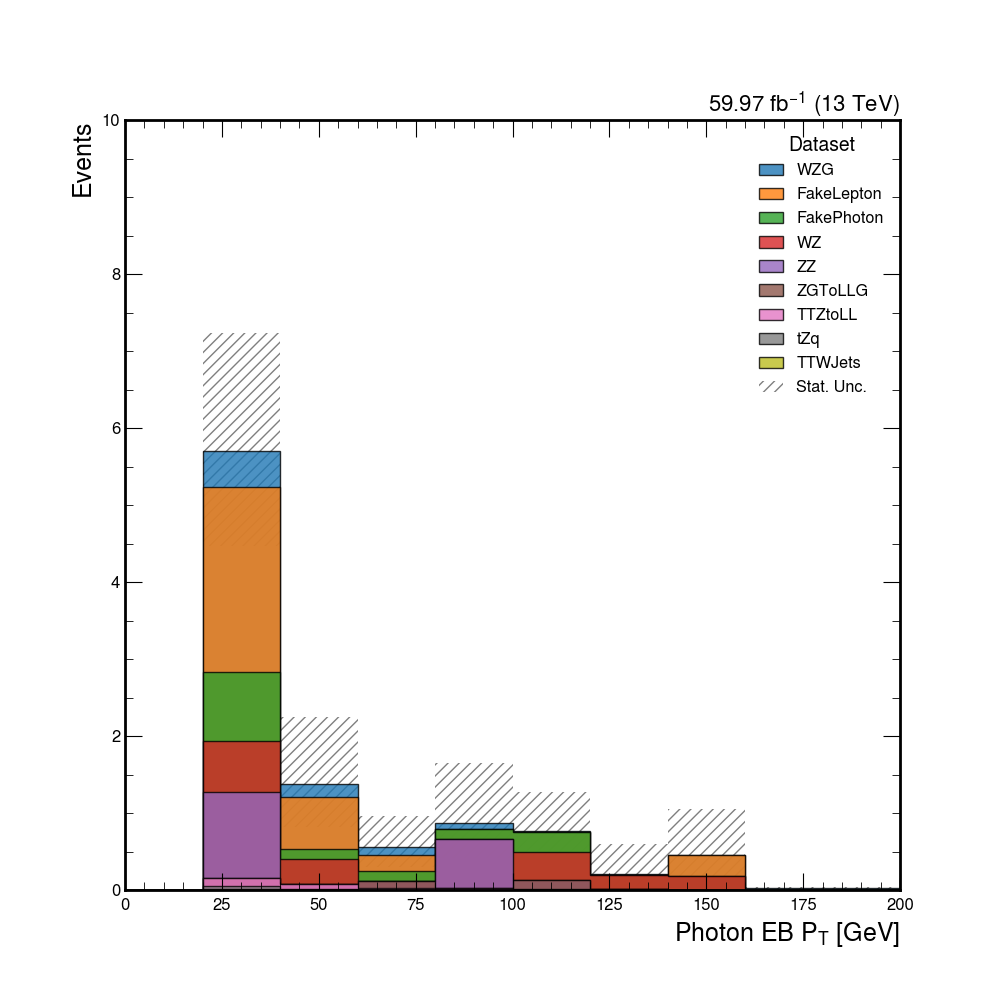 59.97 fb⁻¹ (13 TeV)
Events
10
8
6
4
2
0
Dataset
WZG
FakeLepton
FakePhoton
WZ
ZZ
ZGToLLG
TTZtoLL
tZq
TTWJets
Stat. Unc.
0 25 50 75 100 125 150 175 200
Photon EB P_T [GeV]